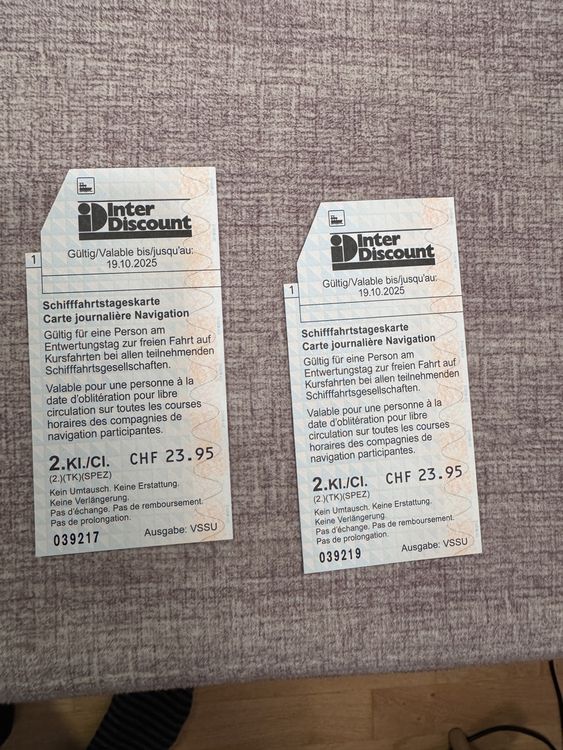 Inter
Discount
Gültig/Valable bis/jusqu'au:
19.10.2025
1
Schifffahrtstageskarte
Carte journalière Navigation
Gültig für eine Person am
Entwertungstag zur freien Fahrt auf
Kursfahrten bei allen teilnehmenden
Schifffahrtsgesellschaften.
Valable pour une personne à la
date d'oblitération pour libre
circulation sur toutes les courses
horaires des compagnies de
navigation participantes.
2.Kl./Cl. CHF 23.95
(2.)(TK)(SPEZ)
Kein Umtausch. Keine Erstattung.
Keine Verlängerung.
Pas d'échange. Pas de remboursement.
Pas de prolongation.
039217 Ausgabe: VSSU
Inter
Discount
Gültig/Valable bis/jusqu'au:
19.10.2025
1
Schifffahrtstageskarte
Carte journalière Navigation
Gültig für eine Person am
Entwertungstag zur freien Fahrt auf
Kursfahrten bei allen teilnehmenden
Schifffahrtsgesellschaften.
Valable pour une personne à la
date d'oblitération pour libre
circulation sur toutes les courses
horaires des compagnies de
navigation participantes.
2.Kl./Cl. CHF 23.95
(2.)(TK)(SPEZ)
Kein Umtausch. Keine Erstattung.
Keine Verlängerung.
Pas d'échange. Pas de remboursement.
Pas de prolongation.
039219 Ausgabe: VSSU